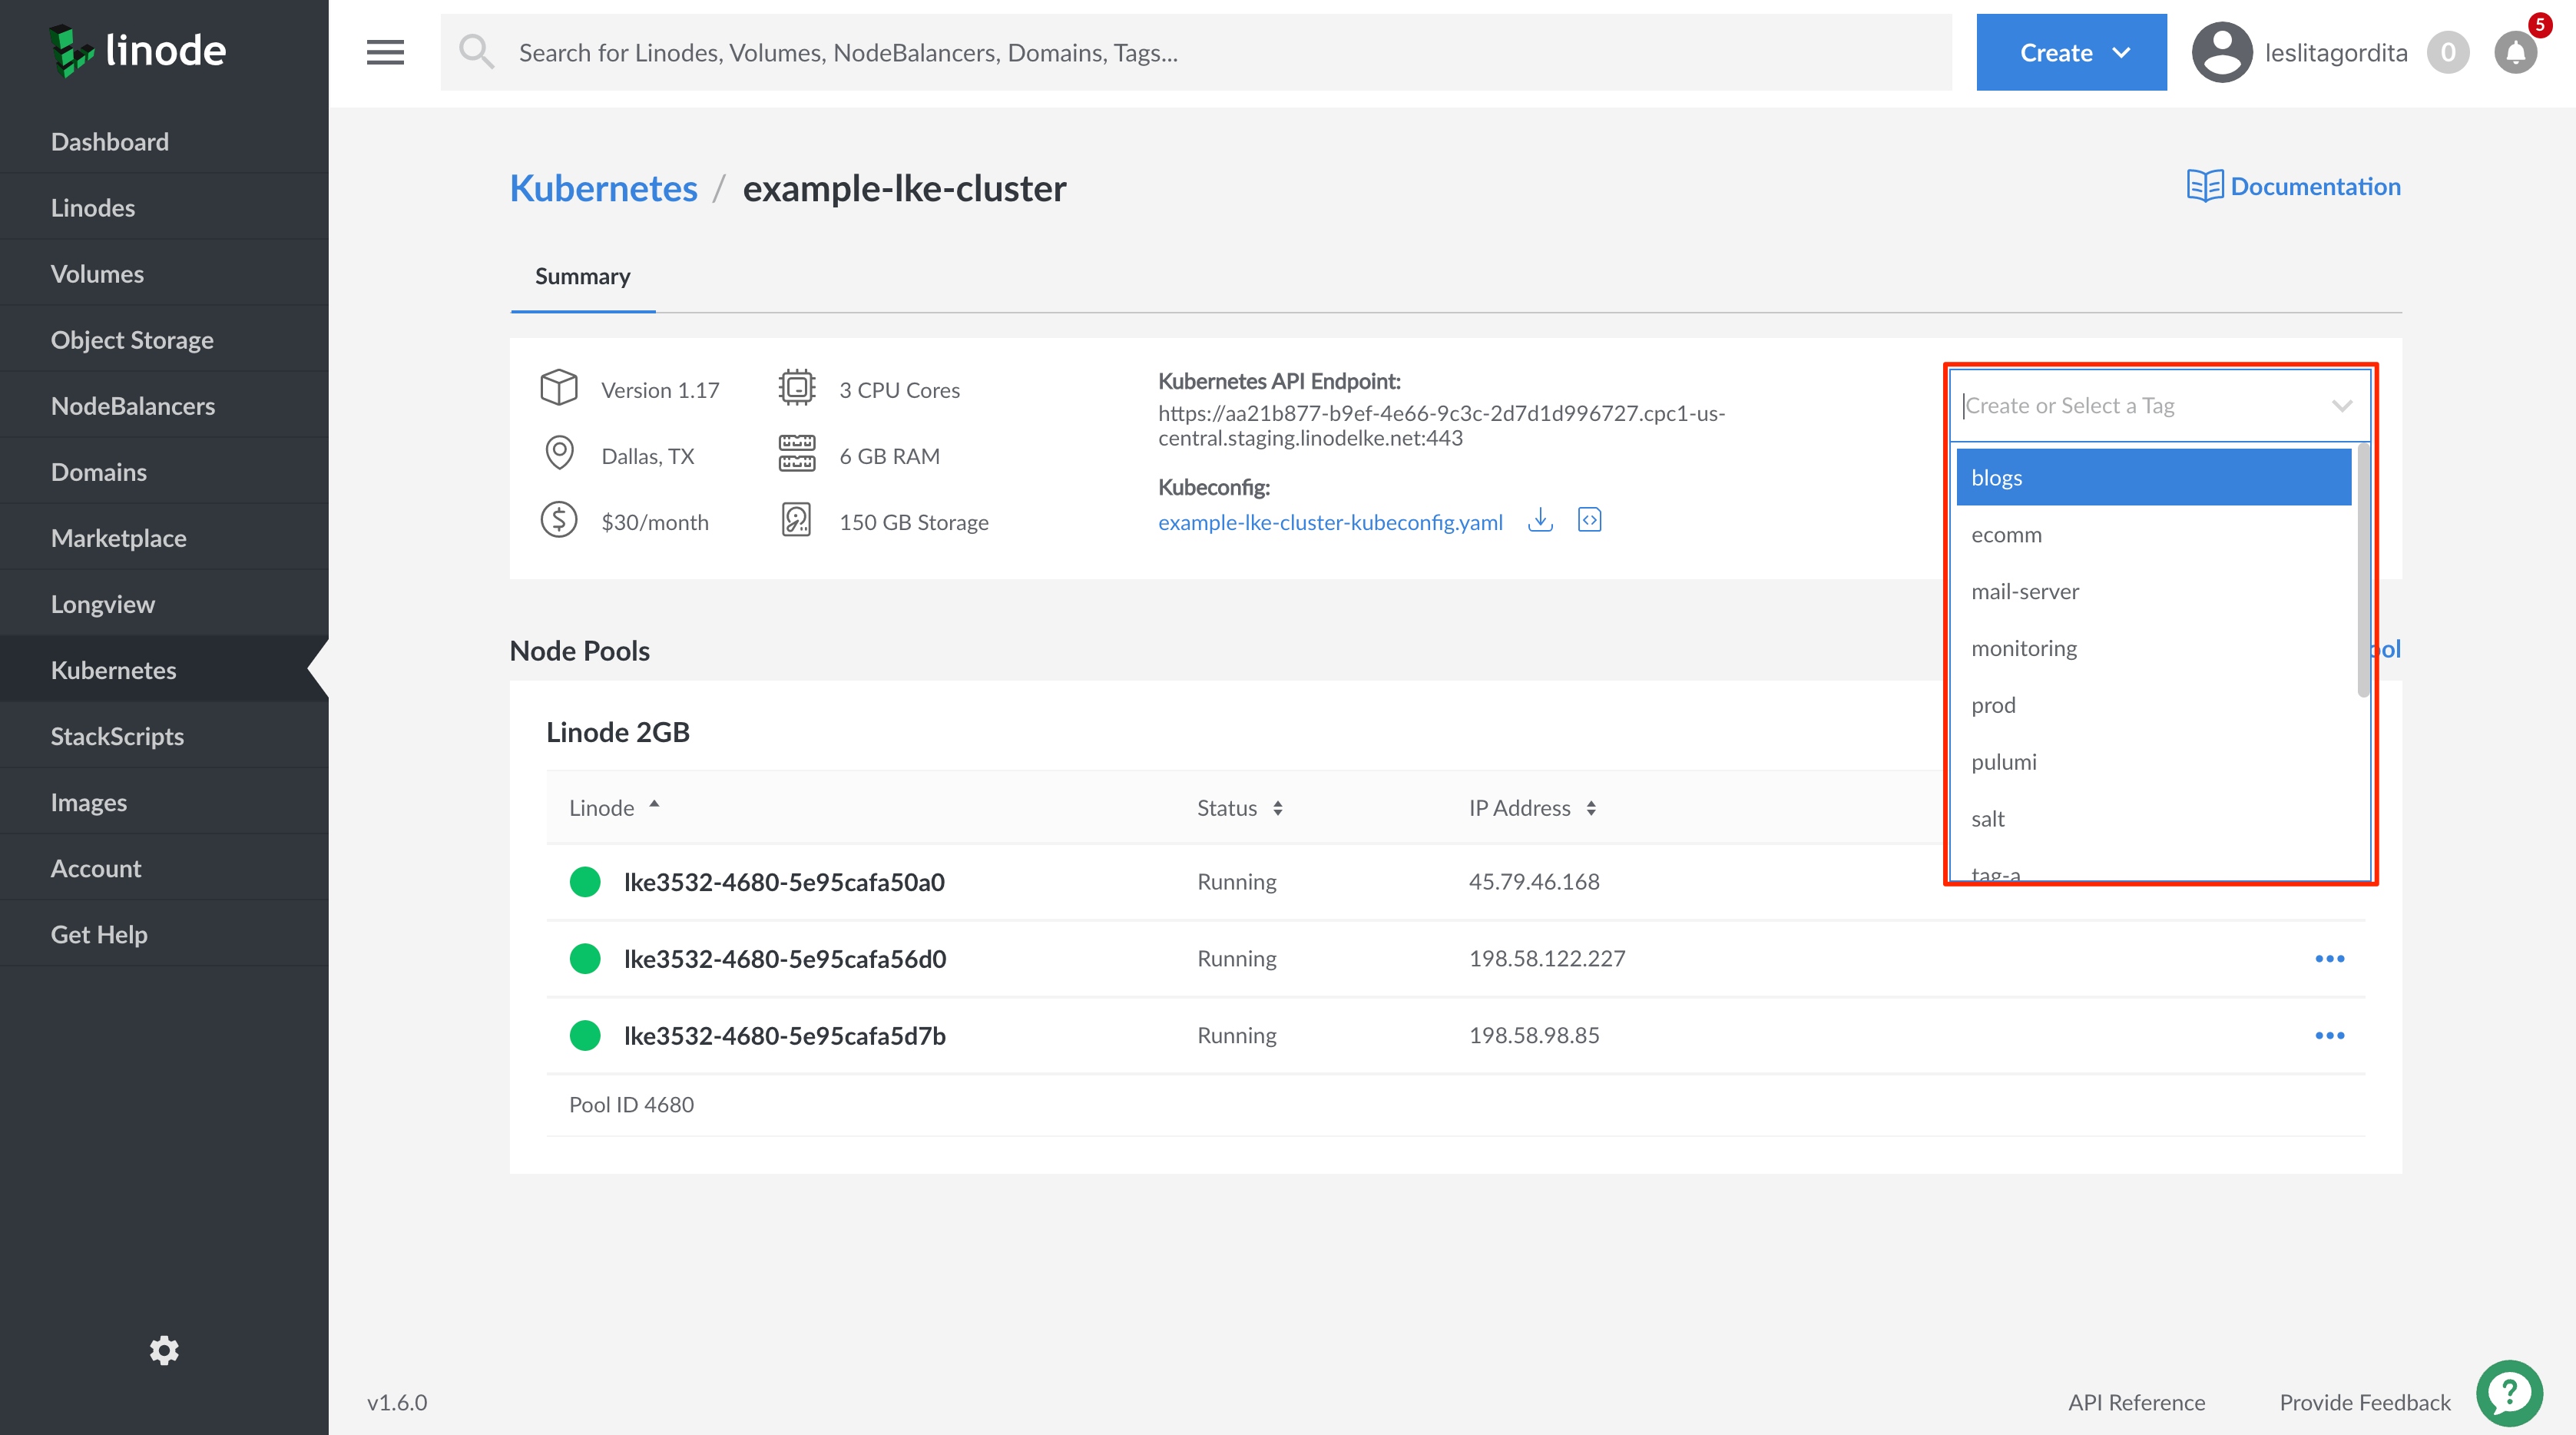 linode
Search for Linodes, Volumes, NodeBalancers, Domains, Tags...
Create
leslitagordita
0
5
Dashboard
Linodes
Volumes
Object Storage
NodeBalancers
Domains
Marketplace
Longview
Kubernetes
StackScripts
Images
Account
Get Help
Kubernetes / example-lke-cluster
Documentation
Summary
Version 1.17
3 CPU Cores
Dallas, TX
6 GB RAM
$30/month
150 GB Storage
Kubernetes API Endpoint:
https://aa21b877-b9ef-4e66-9c3c-2d7d1d996727.cpc1-us-
central.staging.linodelke.net:443
Kubeconfig:
example-lke-cluster-kubeconfig.yaml
Create or Select a Tag
blogs
ecomm
mail-server
monitoring
prod
pulumi
salt
tag-a
Node Pools
ool
Linode 2GB
Linode Status IP Address
lke3532-4680-5e95cafa50a0 Running 45.79.46.168
lke3532-4680-5e95cafa56d0 Running 198.58.122.227
lke3532-4680-5e95cafa5d7b Running 198.58.98.85
Pool ID 4680
v1.6.0
API Reference
Provide Feedback